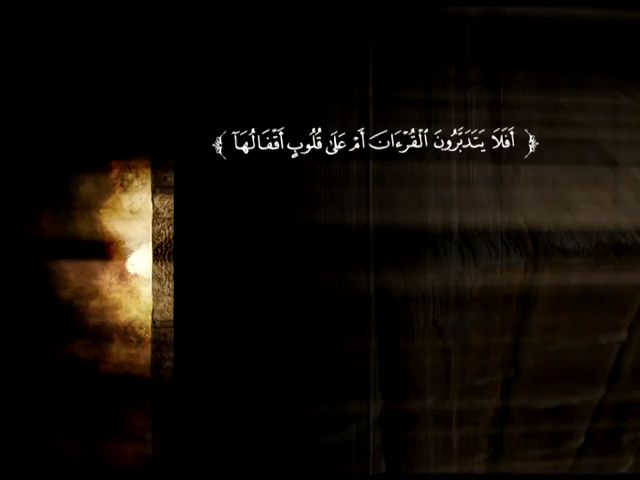 ﴿ أَفَلَا يَتَدَبَّرُونَ ٱلْقُرْءَانَ أَمْ عَلَىٰ قُلُوبٍ أَقْفَالُهَآ ﴾